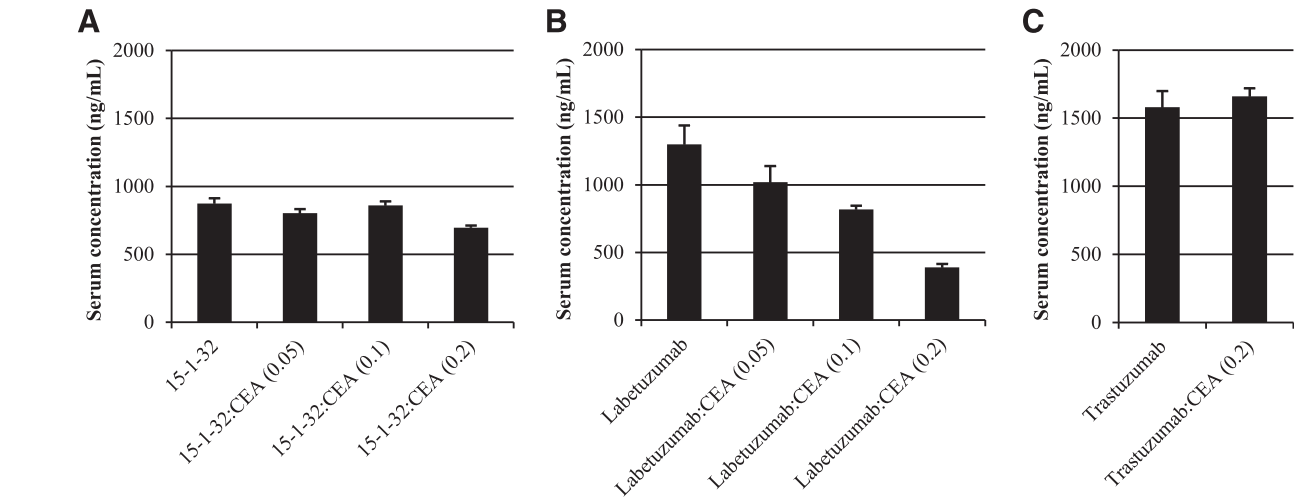 A
Serum concentration (ng/mL)
2000
1500
1000
500
0
15-1-32
15-1-32:CEA (0.05)
15-1-32:CEA (0.1)
15-1-32:CEA (0.2)
B
Serum concentration (ng/mL)
2000
1500
1000
500
0
Labetuzumab
Labetuzumab:CEA (0.05)
Labetuzumab:CEA (0.1)
Labetuzumab:CEA (0.2)
C
Serum concentration (ng/mL)
2000
1500
1000
500
0
Trastuzumab
Trastuzumab:CEA (0.2)